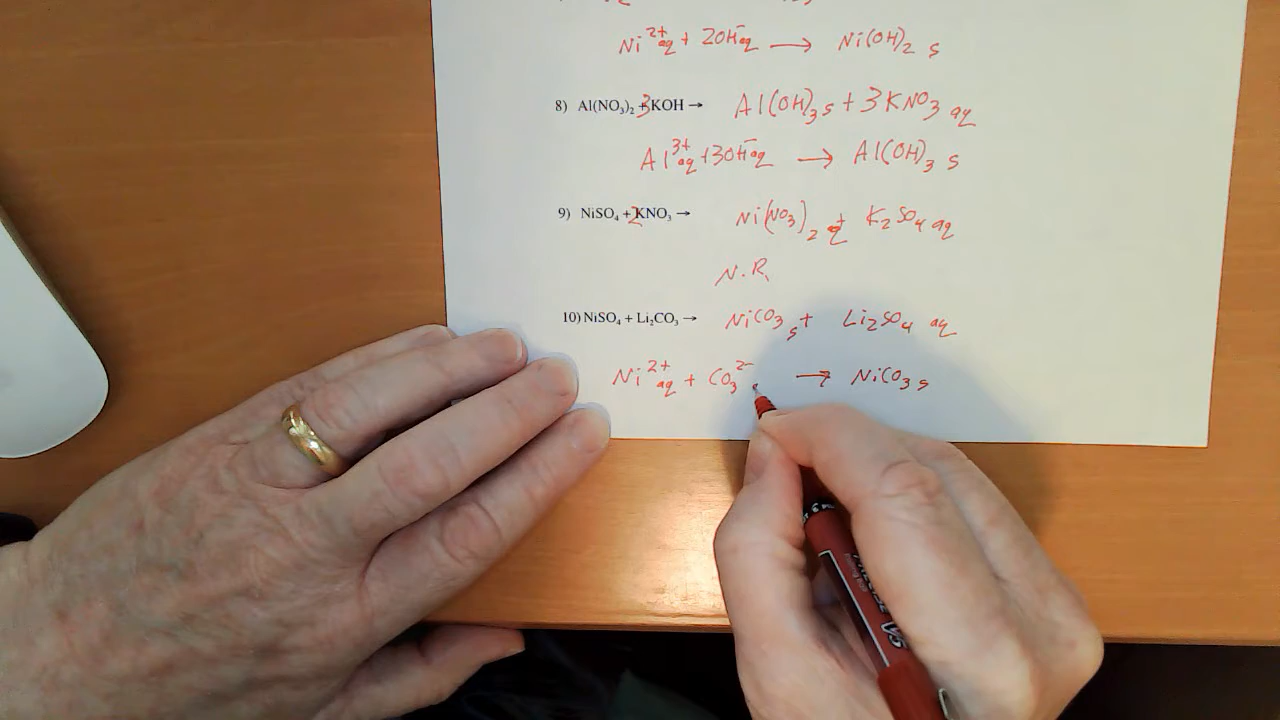 Ni²⁺aq + 2OH⁻aq → Ni(OH)₂ s
8) Al(NO₃)₂ + 3KOH → Al(OH)₃ s + 3KNO₃ aq
Al³⁺aq + 3OH⁻aq → Al(OH)₃ s
9) NiSO₄ + 2KNO₃ → Ni(NO₃)₂ aq + K₂SO₄ aq
N.R.
10) NiSO₄ + Li₂CO₃ → NiCO₃ s + Li₂SO₄ aq
Ni²⁺aq + CO₃²⁻ → NiCO₃ s
V5